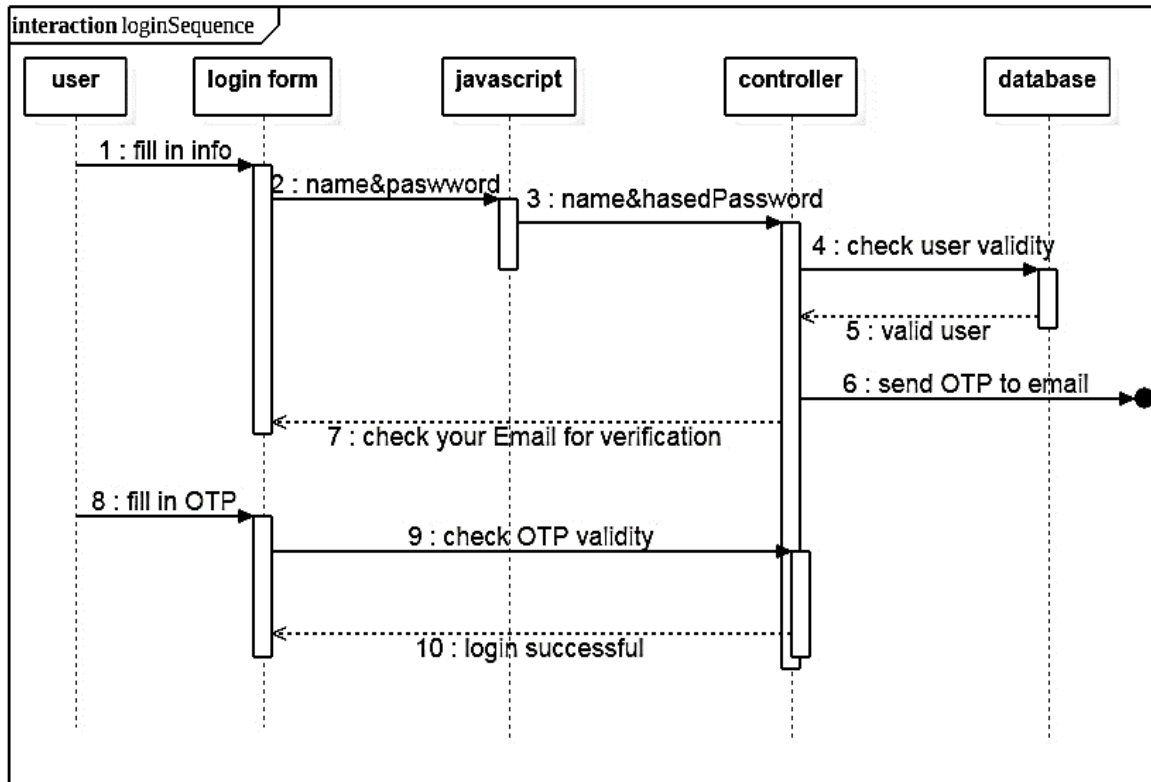 interaction loginSequence
user
login form
javascript
controller
database
1 : fill in info
2 : name&paswword
3 : name&hasedPassword
4 : check user validity
5 : valid user
6 : send OTP to email
7 : check your Email for verification
8 : fill in OTP
9 : check OTP validity
10 : login successful